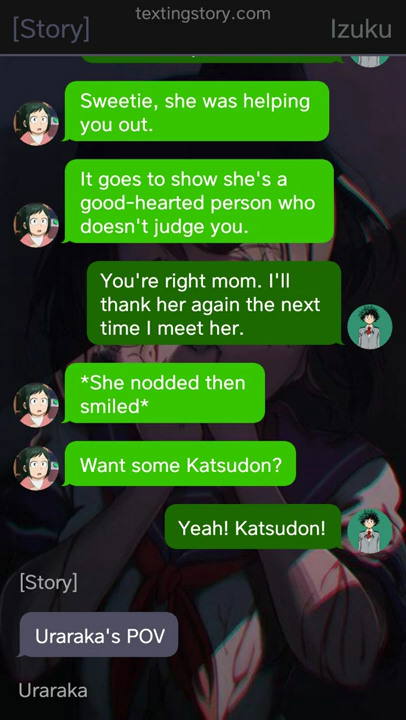 textingstory.com
[Story]
Izuku
Sweetie, she was helping
you out.
It goes to show she's a
good-hearted person who
doesn't judge you.
You're right mom. I'll
thank her again the next
time I meet her.
*She nodded then
smiled*
Want some Katsudon?
Yeah! Katsudon!
[Story]
Uraraka's POV
Uraraka